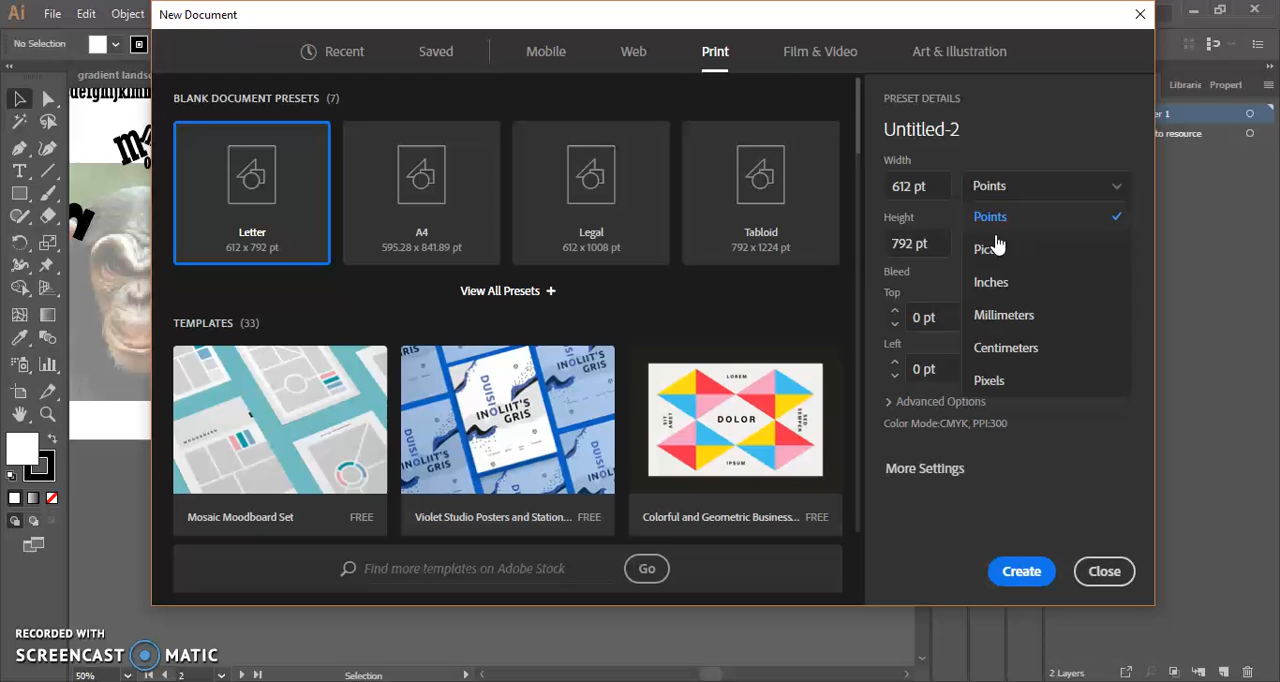 Ai File Edit Object
New Document
No Selection
Recent Saved Mobile Web Print Film & Video Art & Illustration
gradient lands
Librarie Propert
BLANK DOCUMENT PRESETS (7)
Letter
612 x 792 pt
A4
595.28 x 841.89 pt
Legal
612 x 1008 pt
Tabloid
792 x 1224 pt
View All Presets +
TEMPLATES (33)
DUISI
INOLIIT'S
GRIS
LOREM
DOLOR
IPSUM
Mosaic Moodboard Set FREE
Violet Studio Posters and Station... FREE
Colorful and Geometric Business... FREE
Find more templates on Adobe Stock
Go
PRESET DETAILS
Untitled-2
Width
612 pt
Points
Height
792 pt
Points
Inches
Millimeters
Centimeters
Pixels
Bleed
Top
0 pt
Left
0 pt
Advanced Options
Color Mode:CMYK, PPI:300
More Settings
Create
Close
er 1
to resource
RECORDED WITH
SCREENCAST MATIC
50%
2
Selection
2 Layers